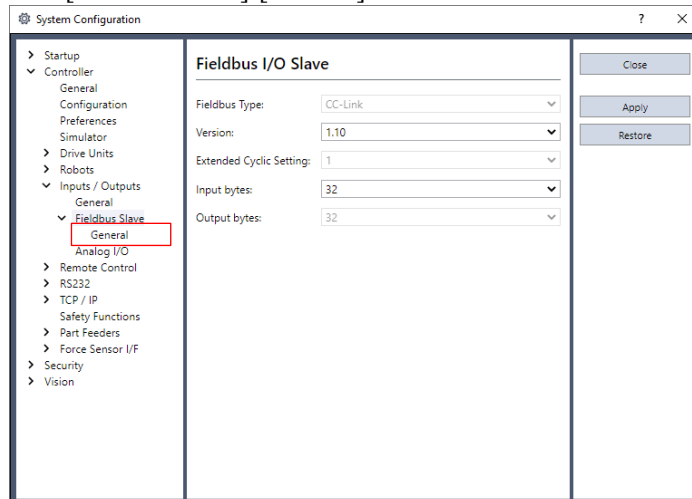 System Configuration
?
Startup
Controller
General
Configuration
Preferences
Simulator
Drive Units
Robots
Inputs / Outputs
General
Fieldbus Slave
General
Analog I/O
Remote Control
RS232
TCP / IP
Safety Functions
Part Feeders
Force Sensor I/F
Security
Vision
Fieldbus I/O Slave
Fieldbus Type: CC-Link
Version: 1.10
Extended Cyclic Setting: 1
Input bytes: 32
Output bytes: 32
Close
Apply
Restore